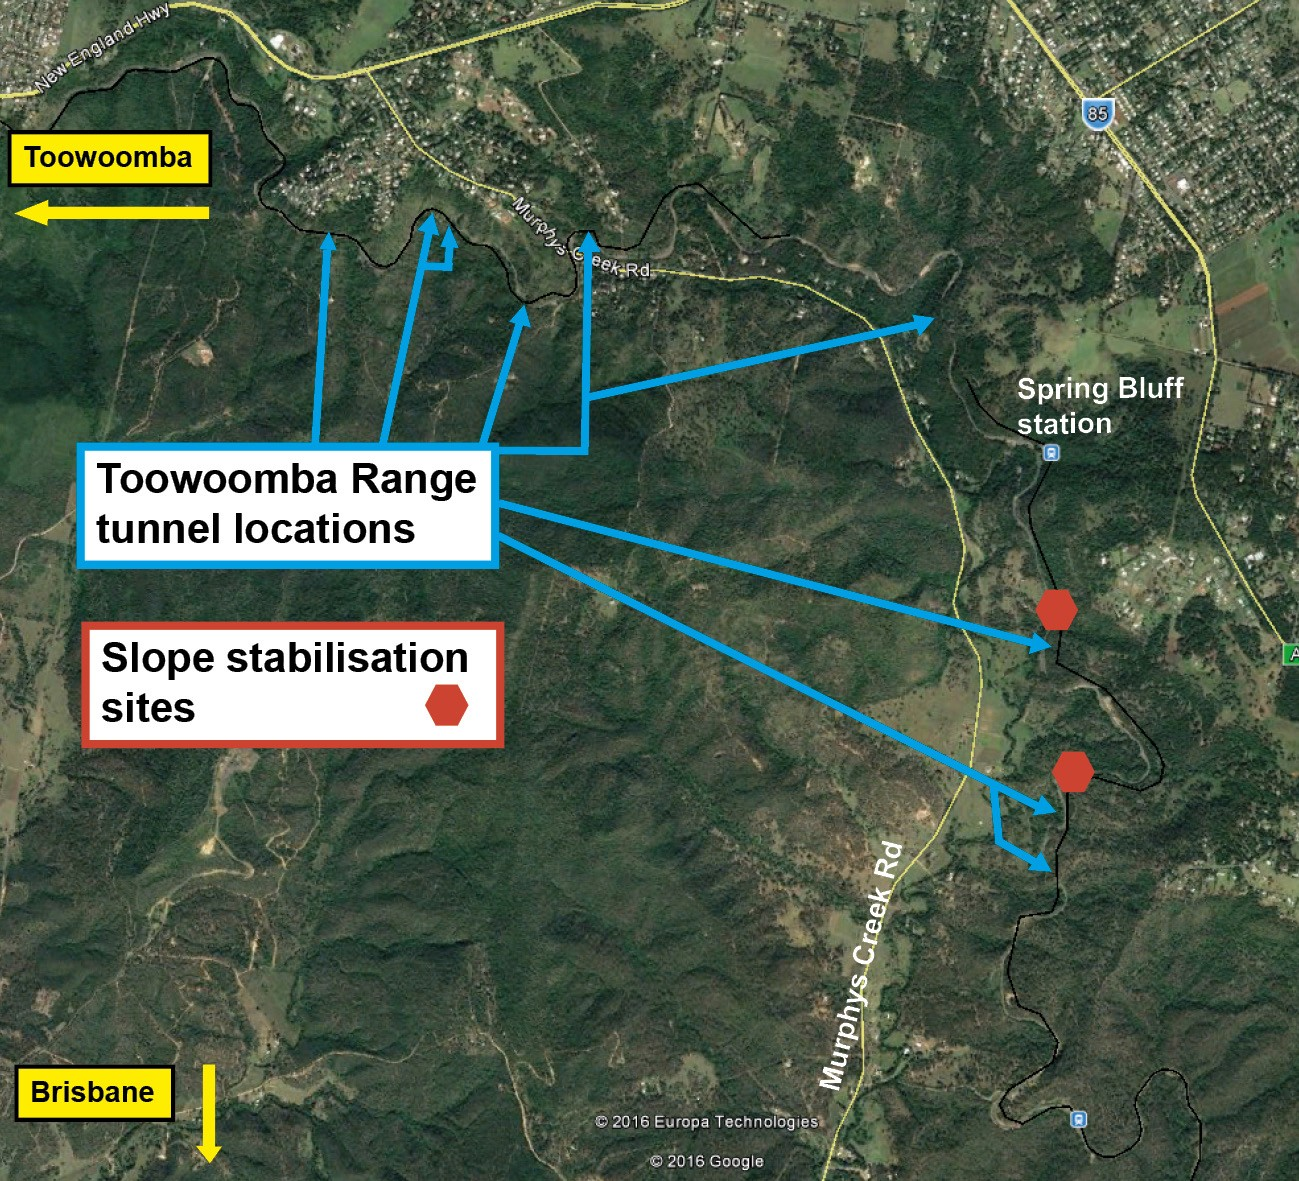 New England Hwy
85
Toowoomba
Murphys Creek Rd
Spring Bluff
station
Toowoomba Range
tunnel locations
Slope stabilisation
sites
A
Murphys Creek Rd
Brisbane
© 2016 Europa Technologies
© 2016 Google